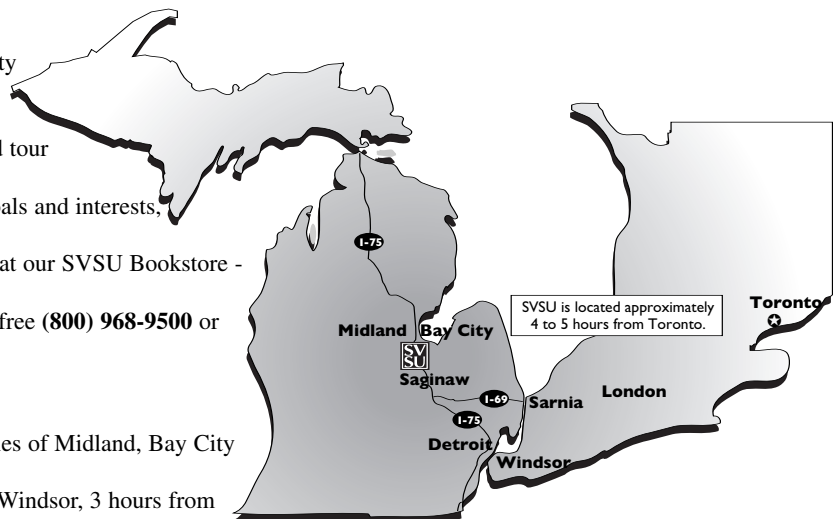 ty
d tour
als and interests,
at our SVSU Bookstore -
free (800) 968-9500 or
es of Midland, Bay City
Windsor, 3 hours from
I-75
SVSU is located approximately
4 to 5 hours from Toronto.
Toronto
Midland Bay City
SV
SU
Saginaw
I-69
Sarnia
London
I-75
Detroit
Windsor